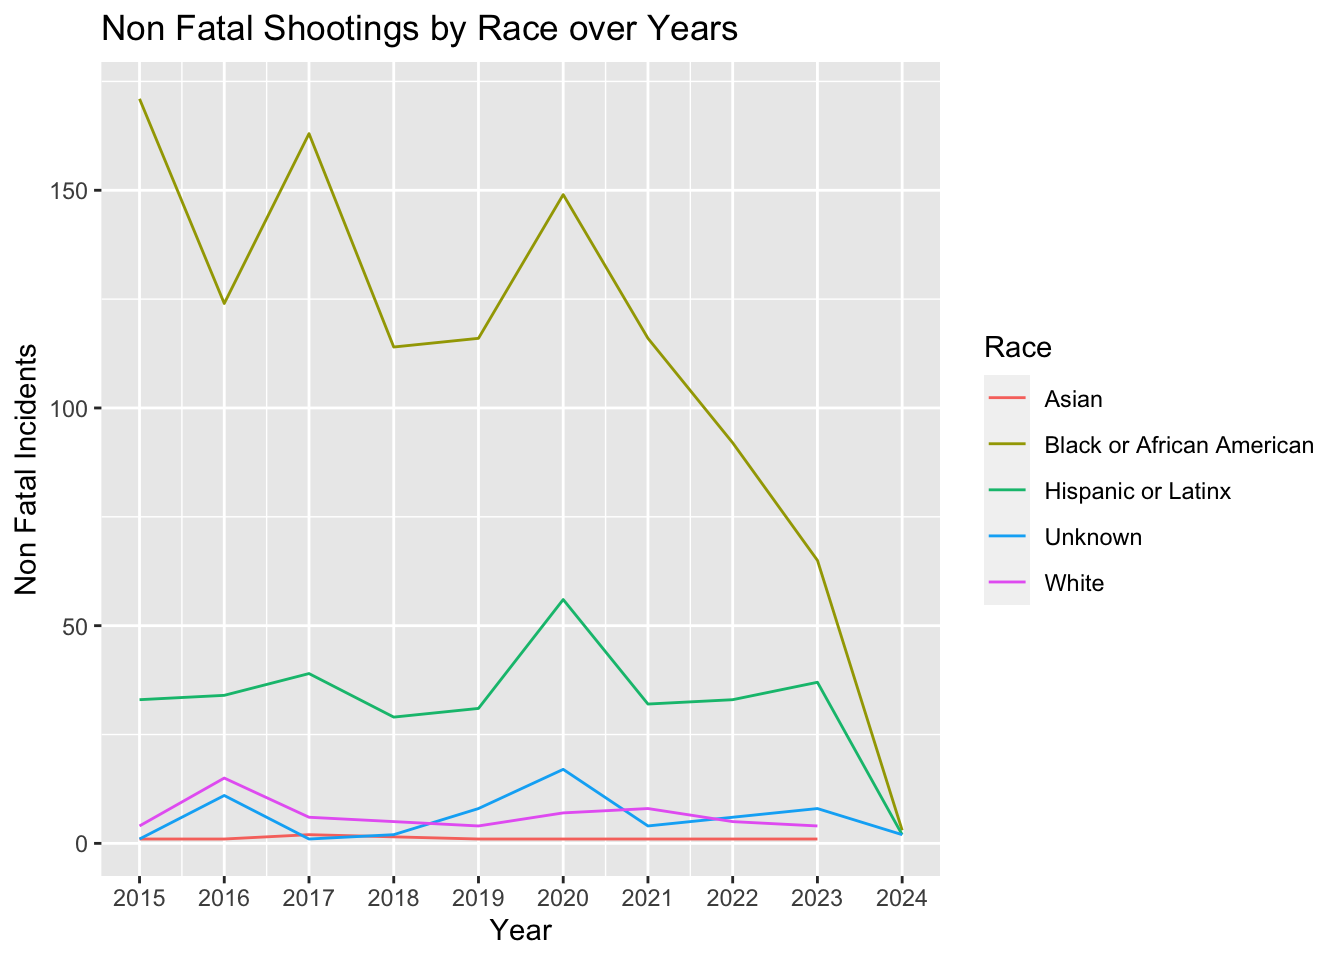 Non Fatal Shootings by Race over Years
Non Fatal Incidents
150
100
50
0
2015 2016 2017 2018 2019 2020 2021 2022 2023 2024
Year
Race
Asian
Black or African American
Hispanic or Latinx
Unknown
White